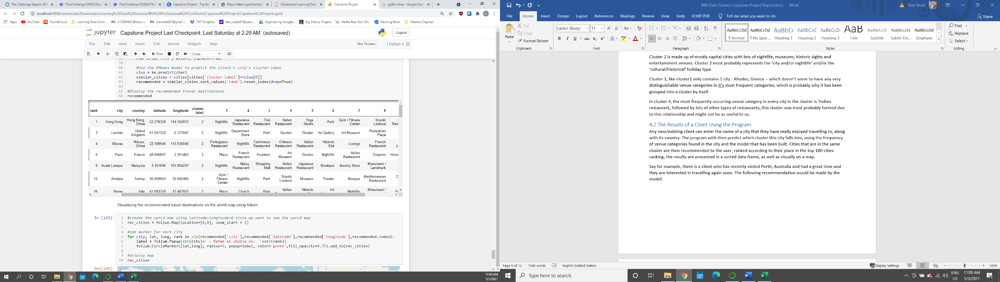 The Challenge Season 36 E
The.Challenge.S36E20.Dou
The.Challenge.S33E04.720
Capstone Project - The Bat
https://labs.cognitiveclass.
Downloads/Learning Data
Capstone Project
guilin china - Google Sear
localhost:8888/notebooks/Downloads/Learning%20Data%20Science/IBM%20Professional%20Certificate/Capstone%20Project/Capstone%20Project.ipynb
Apps YouTube SoundCloud Learning Data Scien... u15009442@tuks.c... alexveale87@gmail.... TNT Dropbox alex_veale87@yaho... Engineering Google... Big History Project Media Bias-Fact Ch... Morning Brew Masters Degrees
jupyter Capstone Project Last Checkpoint: Last Saturday at 2:29 AM (autosaved)
Logout
File Edit View Insert Cell Kernel Widgets Help
Not Trusted
Python 3
Run
Code
59
60 #Use the KMeans model to predict the client's city's cluster label
61 clus = km.predict(char)
62 similar_cities = cities[cities['cluster label']==clus[0]]
63 recommended = similar_cities.sort_values('rank').reset_index(drop=True)
64
65 #Display the recommended travel destinations
66 recommended
rank city country latitude longitude cluster label 1 2 3 4 5 6 7 8
1 Hong Kong Hong Kong, China 22.279328 114.162813 2 Nightlife Japanese Restaurant Thai Restaurant Italian Restaurant Yoga Studio Park Gym / Fitness Center Scenic Lookout
3 London United Kingdom 51.507322 -0.127647 2 Nightlife Department Store Park Garden Theater Art Gallery Art Museum Pedestrian Plaza
4 Macau Macau, China 22.189945 113.538045 2 Portuguese Restaurant Nightlife Cantonese Restaurant Chinese Restaurant Italian Restaurant Historic Site Lounge French Restaurant
6 Paris France 48.856697 2.351462 2 Plaza French Restaurant Fountain Art Museum Garden Nightlife Italian Restaurant Creperie Histo
9 Kuala Lumpur Malaysia 3.151696 101.694237 2 Nightlife Malay Restaurant Shopping Mall Italian Restaurant Japanese Restaurant Boutique Jewelry Store Monument / Landmark
12 Antalya Turkey 36.900964 30.695485 2 Gym / Fitness Center Nightlife Park Scenic Lookout Museum Theater Mosque Mediterranean Restaurant
16 Rome Italy 41.893320 12.482932 2 Plaza Church Park Italian Historic Art Nightlife Monument /
Visualizing the recommended travel destinations on the world map using folium
In [169]:
1 #create the world map using latitude=longitude=0 since we want to see the world map
2 rec_cities = folium.Map(location=[0,0], zoom_start = 2)
3
4 #add marker for each city
5 for city, lat, long, rank in zip(recommended['city'],recommended['latitude'],recommended['longitude'],recommended.index):
6 label = folium.Popup(str(city)+' - Rated as choice no. '+str(rank))
7 folium.CircleMarker([lat,long], radius=5, popup=label, color='green',fill_opacity=0.75).add_to(rec_cities)
8
9 #display map
10 rec_cities
Out[169]:
11:00 AM
5/3/2021
IBM Data Science Capstone Project Report.docx - Word
Alex Veale
File Home Insert Design Layout References Mailings Review View Help FOXIT PDF Tell me what you want to do
Share
Paste
Cut
Copy
Format Painter
Clipboard
Calibri (Body) 11
Font
Paragraph
AaBbCcDd AaBbCcDd AaBbC( AaBbCcC AaBbCcD AaB AaBbCcD AaBbCcDd AaBbCcDd
¶ Normal ¶ No Spac... Heading 1 Heading 2 Heading 3 Title Subtitle Subtle Em... Emphasis
Styles
Find
Replace
Select
Editing
Cluster 2 is made up of mostly capital cities with lots of nightlife, museums, historic sights and
entertainment venues. Cluster 2 most probably represents the ‘city and/or nightlife’ and/or the
‘cultural/historical’ holiday type.
Cluster 3, like cluster1 only contains 1 city - Rhodes, Greece – which doesn’t seem to have any very
distinguishable venue categories in it’s most frequent categories, which is probably why it has been
grouped into a cluster by itself.
In cluster 4, the most frequently occurring venue category in every city in the cluster is ‘Indian
restaurant, followed by lots of other types of restaurants, this cluster was most probably formed due
to this relationship and might not be as useful to us.
4.2 The Results of a Client Using the Program
Any new/existing client can enter the name of a city that they have really enjoyed travelling to, along
with its country. The program with then predict which cluster this city falls into, using the frequency
of venue categories found in the city and the model that has been built. Cities that are in the same
cluster are then recommended to the user, ranked according to their place in the top 100 cities
ranking, the results are presented in a sorted data frame, as well as visually on a map.
Say for example, there is a client who has recently visited Perth, Australia and had a great time and
they are interested in travelling again soon. The following recommendation would be made by the
model:
Page 9 of 12 1898 words English (United States)
Display Settings
100%
Type here to search
ENG
US
11:00 AM
5/3/2021